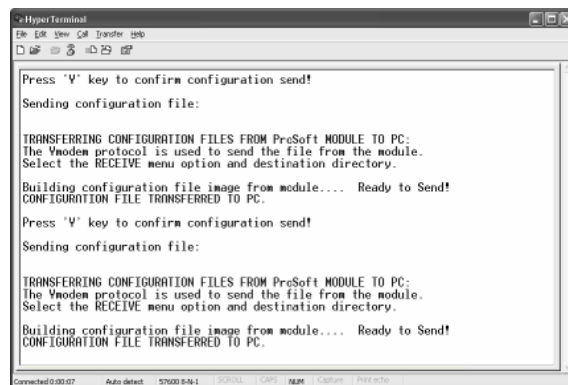 HyperTerminal
File Edit View Call Transfer Help
Press 'Y' key to confirm configuration send!
Sending configuration file:
TRANSFERRING CONFIGURATION FILES FROM ProSoft MODULE TO PC:
The Ymodem protocol is used to send the file from the module.
Select the RECEIVE menu option and destination directory.
Building configuration file image from module.... Ready to Send!
CONFIGURATION FILE TRANSFERRED TO PC.
Press 'Y' key to confirm configuration send!
Sending configuration file:
TRANSFERRING CONFIGURATION FILES FROM ProSoft MODULE TO PC:
The Ymodem protocol is used to send the file from the module.
Select the RECEIVE menu option and destination directory.
Building configuration file image from module.... Ready to Send!
CONFIGURATION FILE TRANSFERRED TO PC.
Connected 0:00:07 Auto detect 57600 8-N-1 SCROLL CAPS NUM Capture Print echo